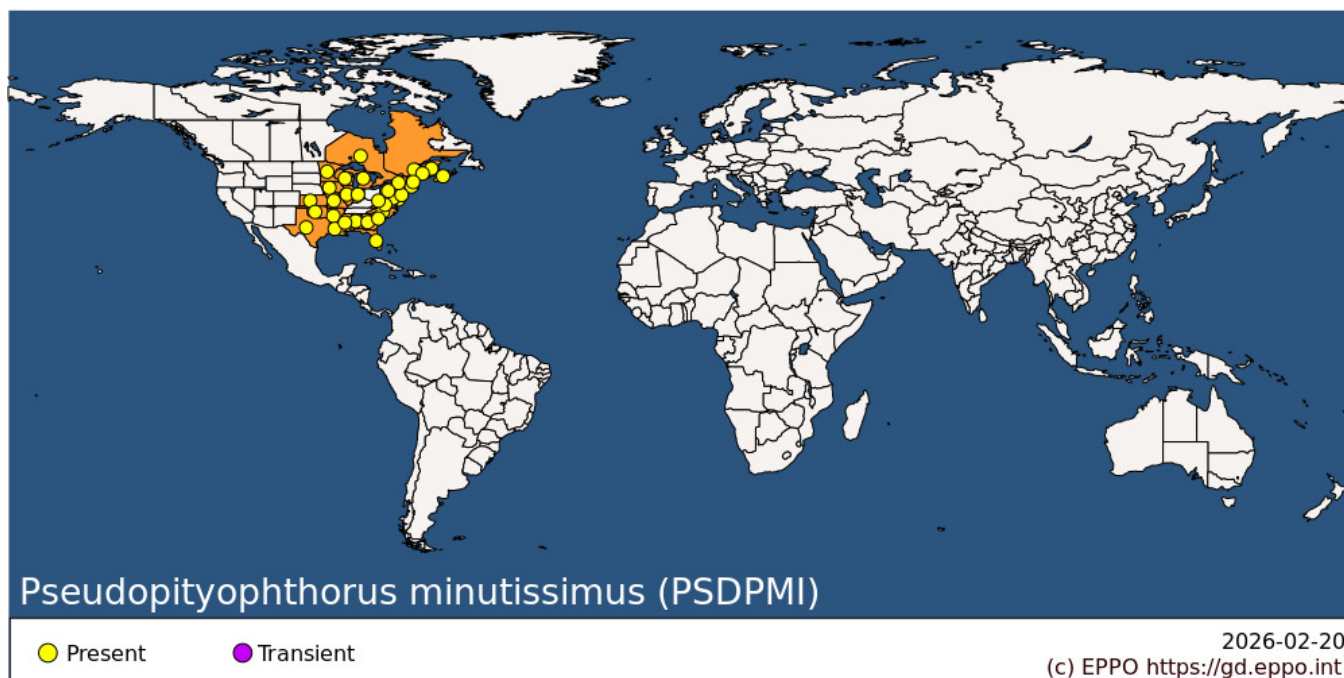 Pseudopityophthorus minutissimus (PSDPMI)
Present
Transient
2026-02-20
(c) EPPO https://gd.eppo.int